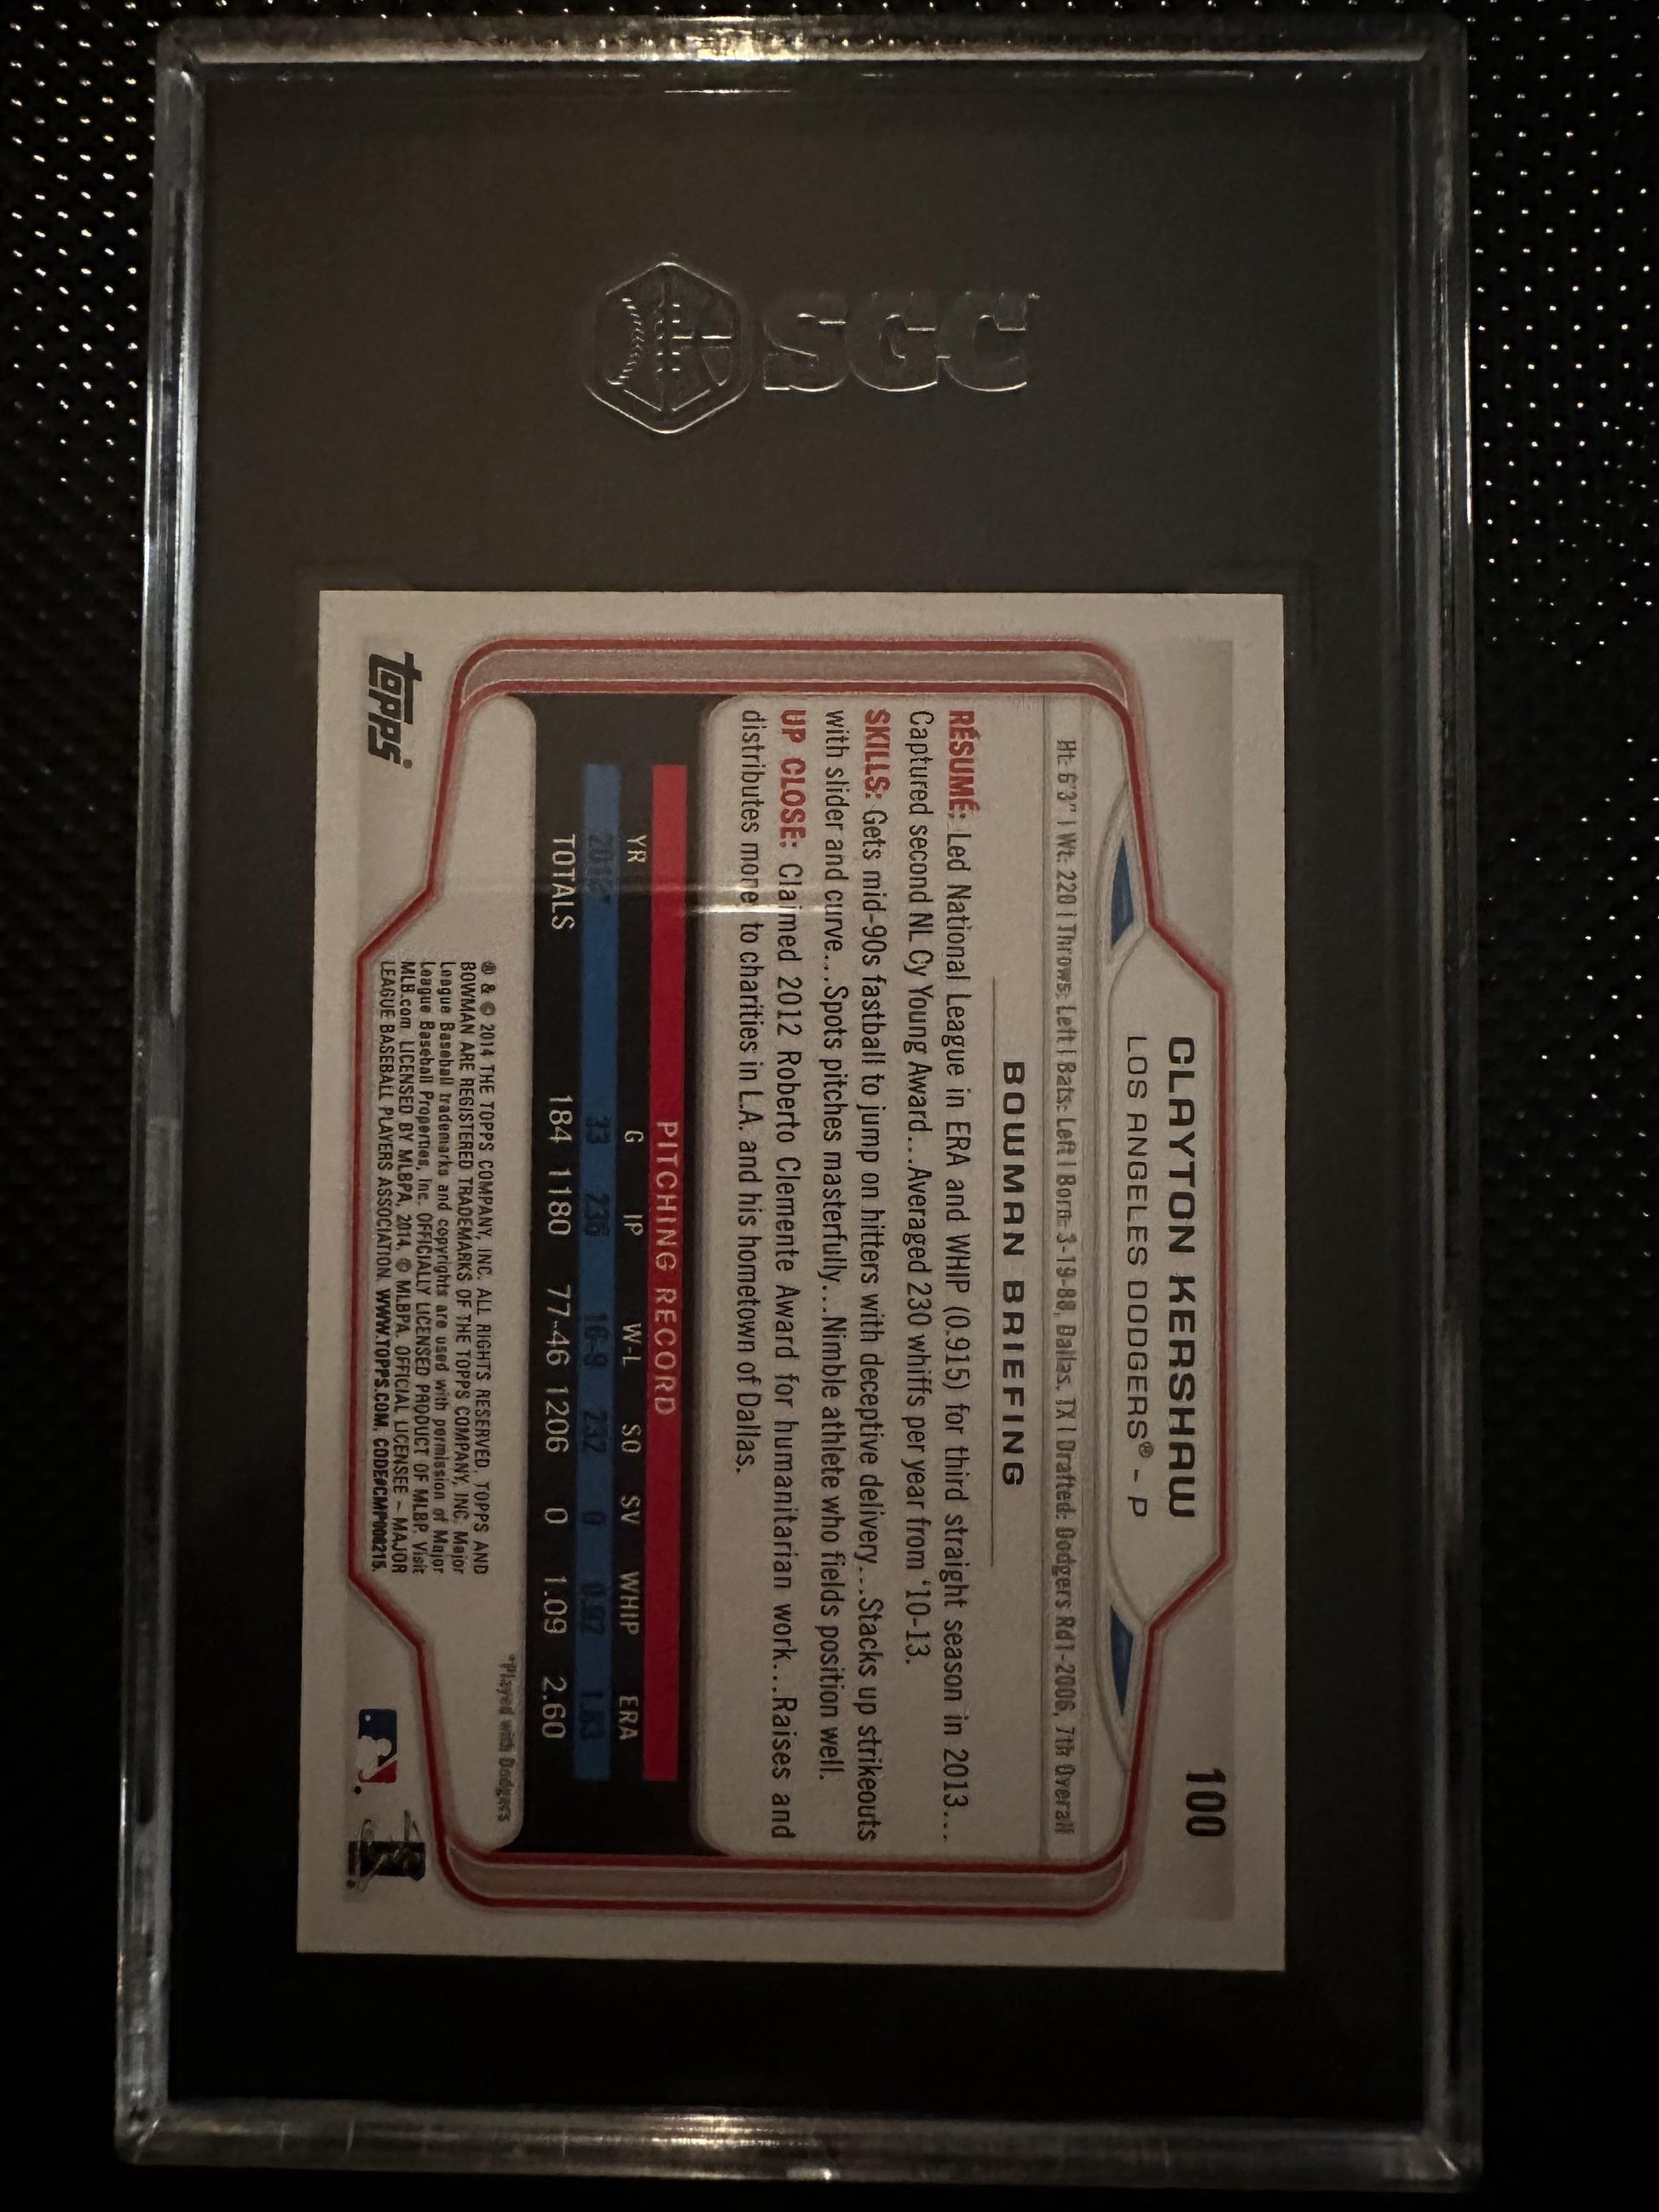 SGC
100
CLAYTON KERSHAW
LOS ANGELES DODGERS® - P
Ht: 6'3" | Wt: 220 | Throws: Left | Bats: Left | Born: 3-19-88, Dallas, TX | Drafted: Dodgers Rd1-2006, 7th Overall
BOWMAN BRIEFING
RÉSUMÉ: Led National League in ERA and WHIP (0.915) for third straight season in 2013...
Captured second NL Cy Young Award...Averaged 230 whiffs per year from '10-13.
SKILLS: Gets mid-90s fastball to jump on hitters with deceptive delivery...Stacks up strikeouts
with slider and curve...Spots pitches masterfully...Nimble athlete who fields position well.
UP CLOSE: Claimed 2012 Roberto Clemente Award for humanitarian work...Raises and
distributes more to charities in L.A. and his hometown of Dallas.
PITCHING RECORD
YR G IP W-L SO SV WHIP ERA
2013* 33 236 16-9 232 0 0.92 1.83
TOTALS 184 1180 77-46 1206 0 1.09 2.60
*Played with Dodgers
® & © 2014 THE TOPPS COMPANY, INC. ALL RIGHTS RESERVED. TOPPS AND
BOWMAN ARE REGISTERED TRADEMARKS OF THE TOPPS COMPANY, INC. Major
League Baseball trademarks and copyrights are used with permission of Major
League Baseball Properties, Inc. OFFICIALLY LICENSED PRODUCT OF MLBP. Visit
MLB.com LICENSED BY MLBPA, 2014. © MLBPA. OFFICIAL LICENSEE – MAJOR
LEAGUE BASEBALL PLAYERS ASSOCIATION. WWW.TOPPS.COM. CODE#CMP000215.
topps